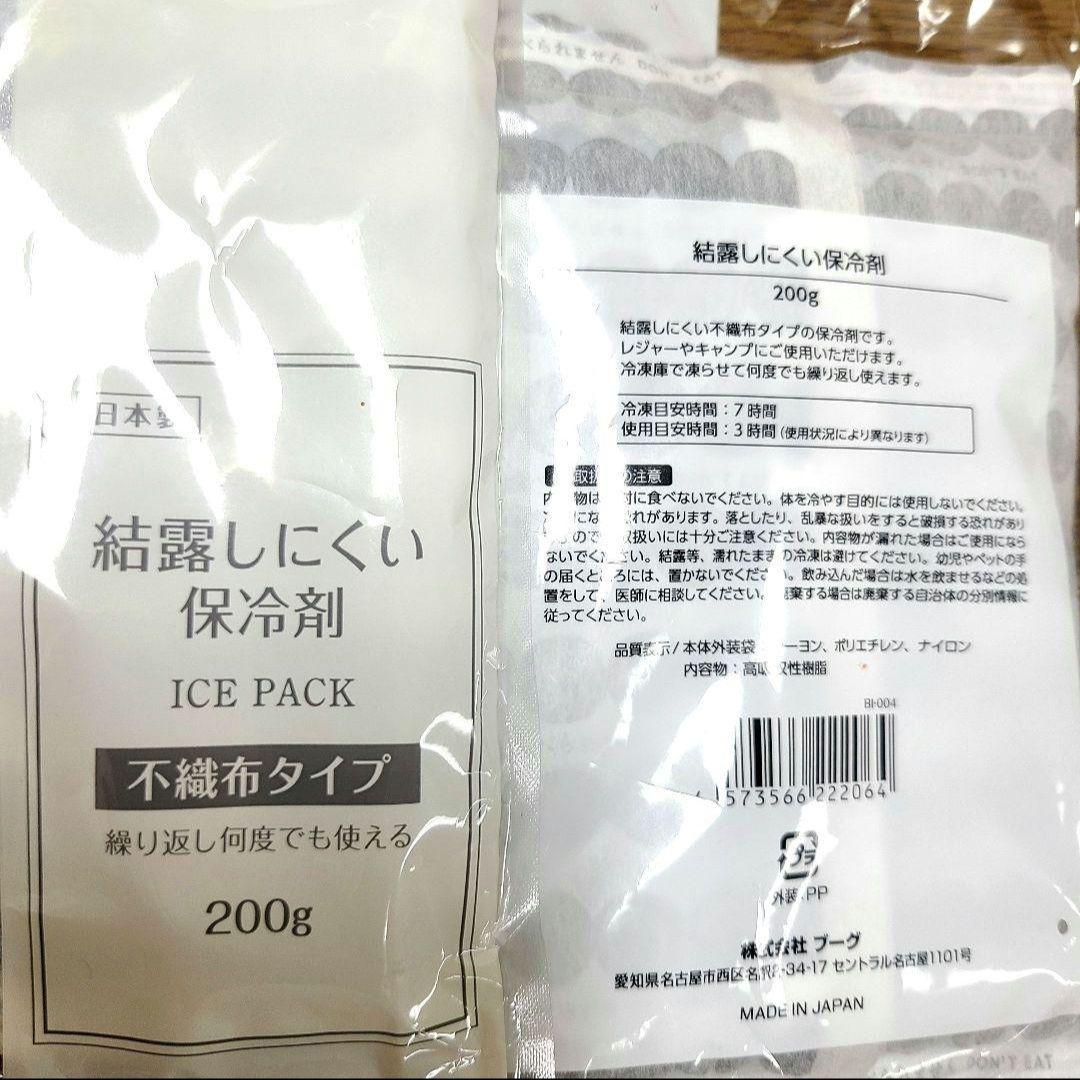 日本製
結露しにくい
保冷剤
ICE PACK
不織布タイプ
繰り返し何度でも使える
200g
べられません DON'T EAT
結露しにくい保冷剤
200g
結露しにくい不織布タイプの保冷剤です。
レジャーやキャンプにご使用いただけます。
冷凍庫で凍らせて何度でも繰り返し使えます。
冷凍目安時間:7時間
使用目安時間:3時間(使用状況により異なります)
取扱 の注意
内 物は 対に食べないでください。体を冷やす目的には使用しないでください。
にな れがあります。落としたり、乱暴な扱いをすると破損する恐れがあり
ので 取扱いには十分ご注意ください。内容物が漏れた場合はご使用になら
ないでください。結露等、濡れたままの冷凍は避けてください。幼児やペットの手
の届くところには、置かないでください。飲み込んだ場合は水を飲ませるなどの処
置をして、医師に相談してください。 廃棄する場合は廃棄する自治体の分別情報に
従ってください。
品質表示/本体外装袋 ーヨン、ポリエチレン、ナイロン
内容物:高吸収性樹脂
BI-004
573566 222064
プラ
外装:PP
株式会社 ブーグ
愛知県名古屋市西区名駅2-34-17 セントラル名古屋1101号
MADE IN JAPAN
DON'T EAT